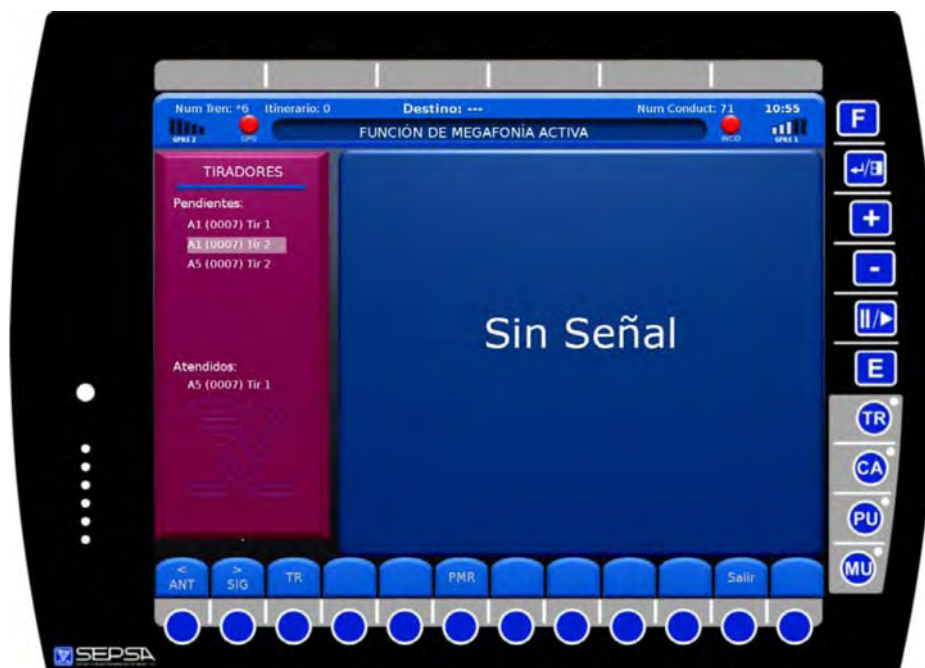 Num Tren: *6 Itinerario: 0 Destino: --- Num Conduct: 71 10:55
GPRS 2 GPS FUNCIÓN DE MEGAFONÍA ACTIVA INCO GPRS 1
TIRADORES
Pendientes:
A1 (0007) Tir 1
A1 (0007) Tir 2
A5 (0007) Tir 2
Sin Señal
Atendidos:
A5 (0007) Tir 1
< ANT
> SIG
TR
PMR
Salir
F
+
-
E
TR
CA
PU
MU
SEPSA